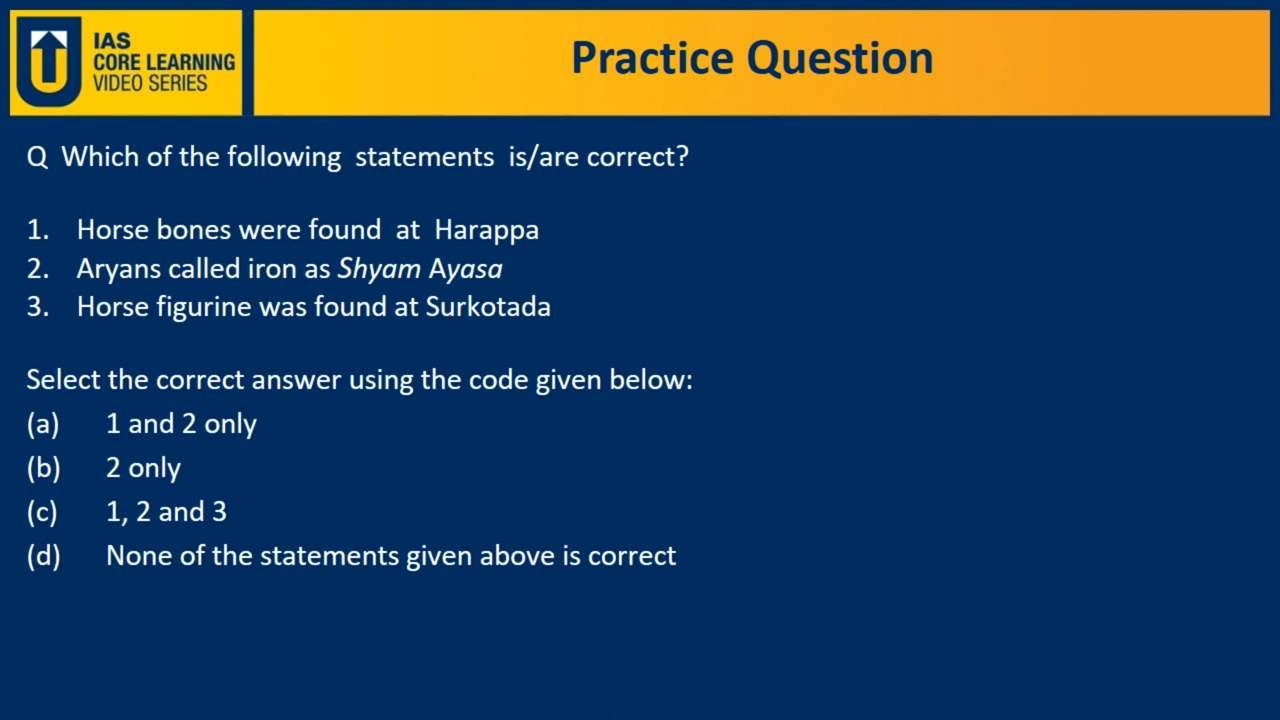 IAS
CORE LEARNING
VIDEO SERIES
Practice Question
Q Which of the following statements is/are correct?
1. Horse bones were found at Harappa
2. Aryans called iron as Shyam Ayasa
3. Horse figurine was found at Surkotada
Select the correct answer using the code given below:
(a) 1 and 2 only
(b) 2 only
(c) 1, 2 and 3
(d) None of the statements given above is correct